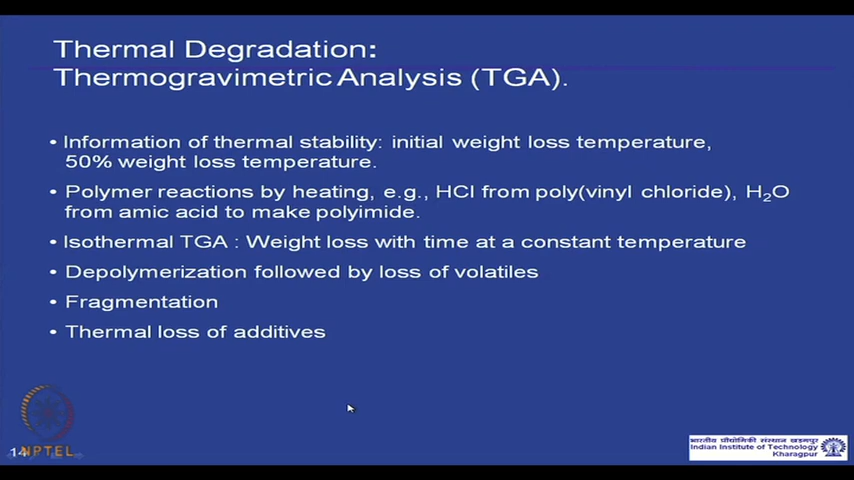 Thermal Degradation:
Thermogravimetric Analysis (TGA).
• Information of thermal stability: initial weight loss temperature,
50% weight loss temperature.
• Polymer reactions by heating, e.g., HCl from poly(vinyl chloride), H₂O
from amic acid to make polyimide.
• Isothermal TGA : Weight loss with time at a constant temperature
• Depolymerization followed by loss of volatiles
• Fragmentation
• Thermal loss of additives
14
NPTEL
भारतीय प्रौद्योगिकी संस्थान खड़गपुर
Indian Institute of Technology
Kharagpur